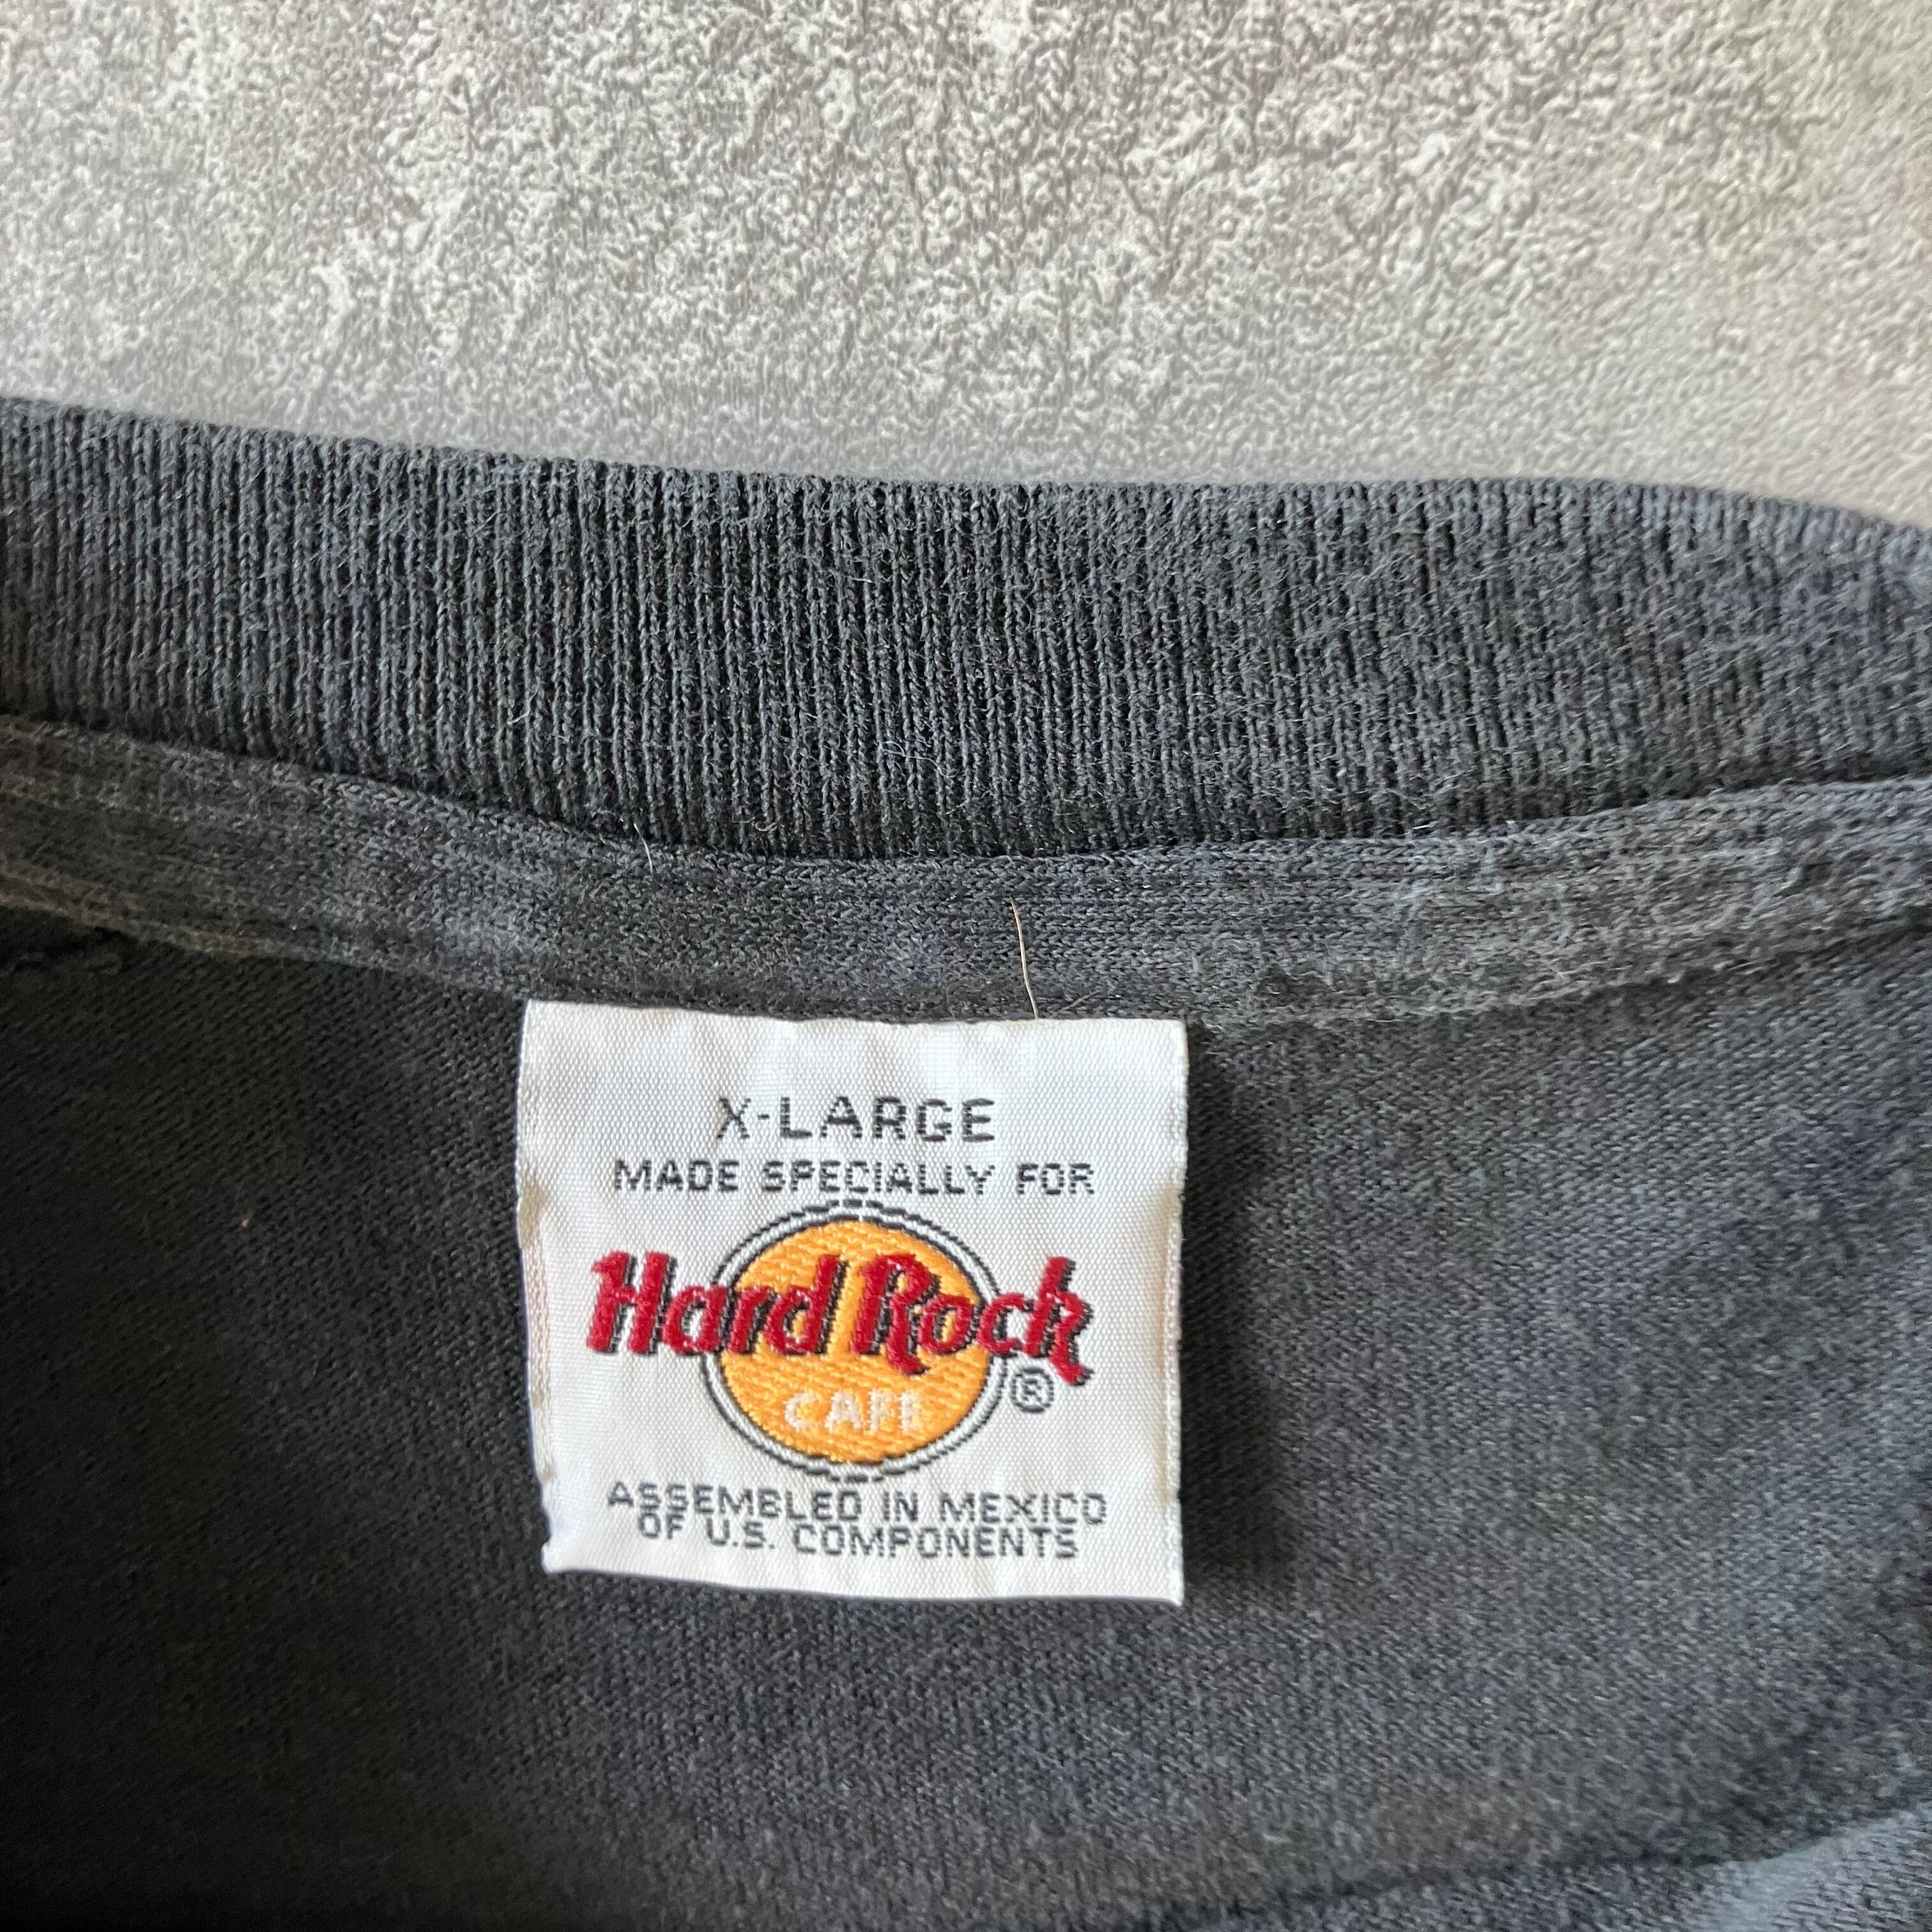 X-LARGE
MADE SPECIALLY FOR
Hard Rock
CAFE
®
ASSEMBLED IN MEXICO
OF U.S. COMPONENTS